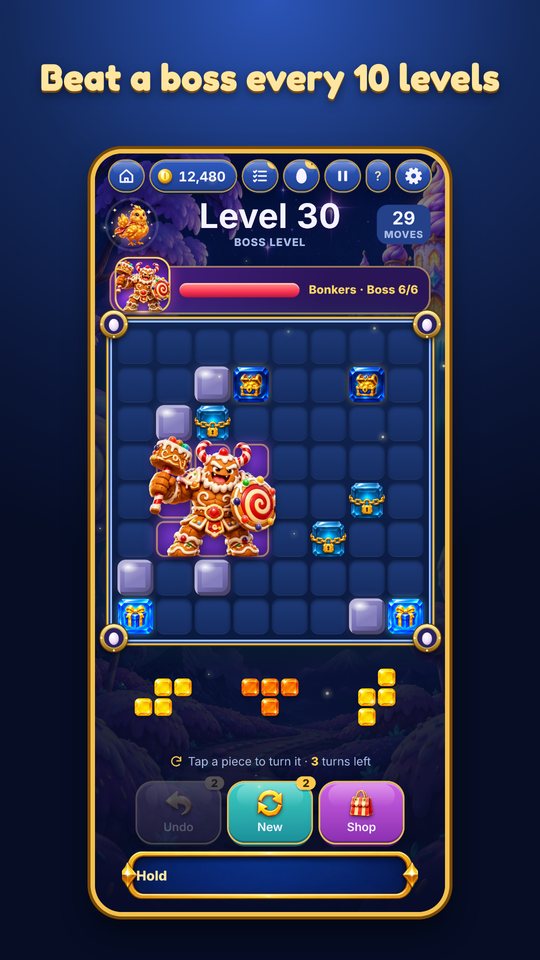 Beat a boss every 10 levels
12,480
?
Level 30
BOSS LEVEL
29
MOVES
Bonkers · Boss 6/6
Tap a piece to turn it · 3 turns left
2
Undo
2
New
Shop
Hold